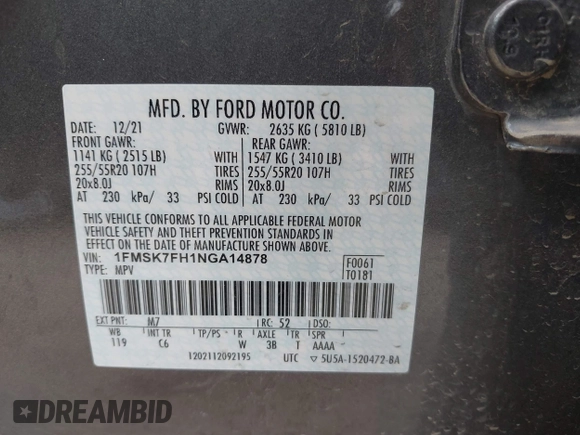 MFD. BY FORD MOTOR CO.
DATE: 12/21 GVWR: 2635 KG ( 5810 LB)
FRONT GAWR: REAR GAWR:
1141 KG ( 2515 LB) WITH 1547 KG ( 3410 LB) WITH
255/55R20 107H TIRES 255/55R20 107H TIRES
20x8.0J RIMS 20x8.0J RIMS
AT 230 kPa/ 33 PSI COLD AT 230 kPa/ 33 PSI COLD
THIS VEHICLE CONFORMS TO ALL APPLICABLE FEDERAL MOTOR
VEHICLE SAFETY AND THEFT PREVENTION STANDARDS IN
EFFECT ON THE DATE OF MANUFACTURE SHOWN ABOVE.
VIN: 1FMSK7FH1NGA14878 F0061
TYPE: MPV T0181
EXT PNT: M7 RC: 52 DSO:
WB INT TR TP/PS R AXLE TR SPR
119 C6 W 3B T AAAA
1202112092195 UTC ▽ 5U5A-1520472-BA
DREAMBID